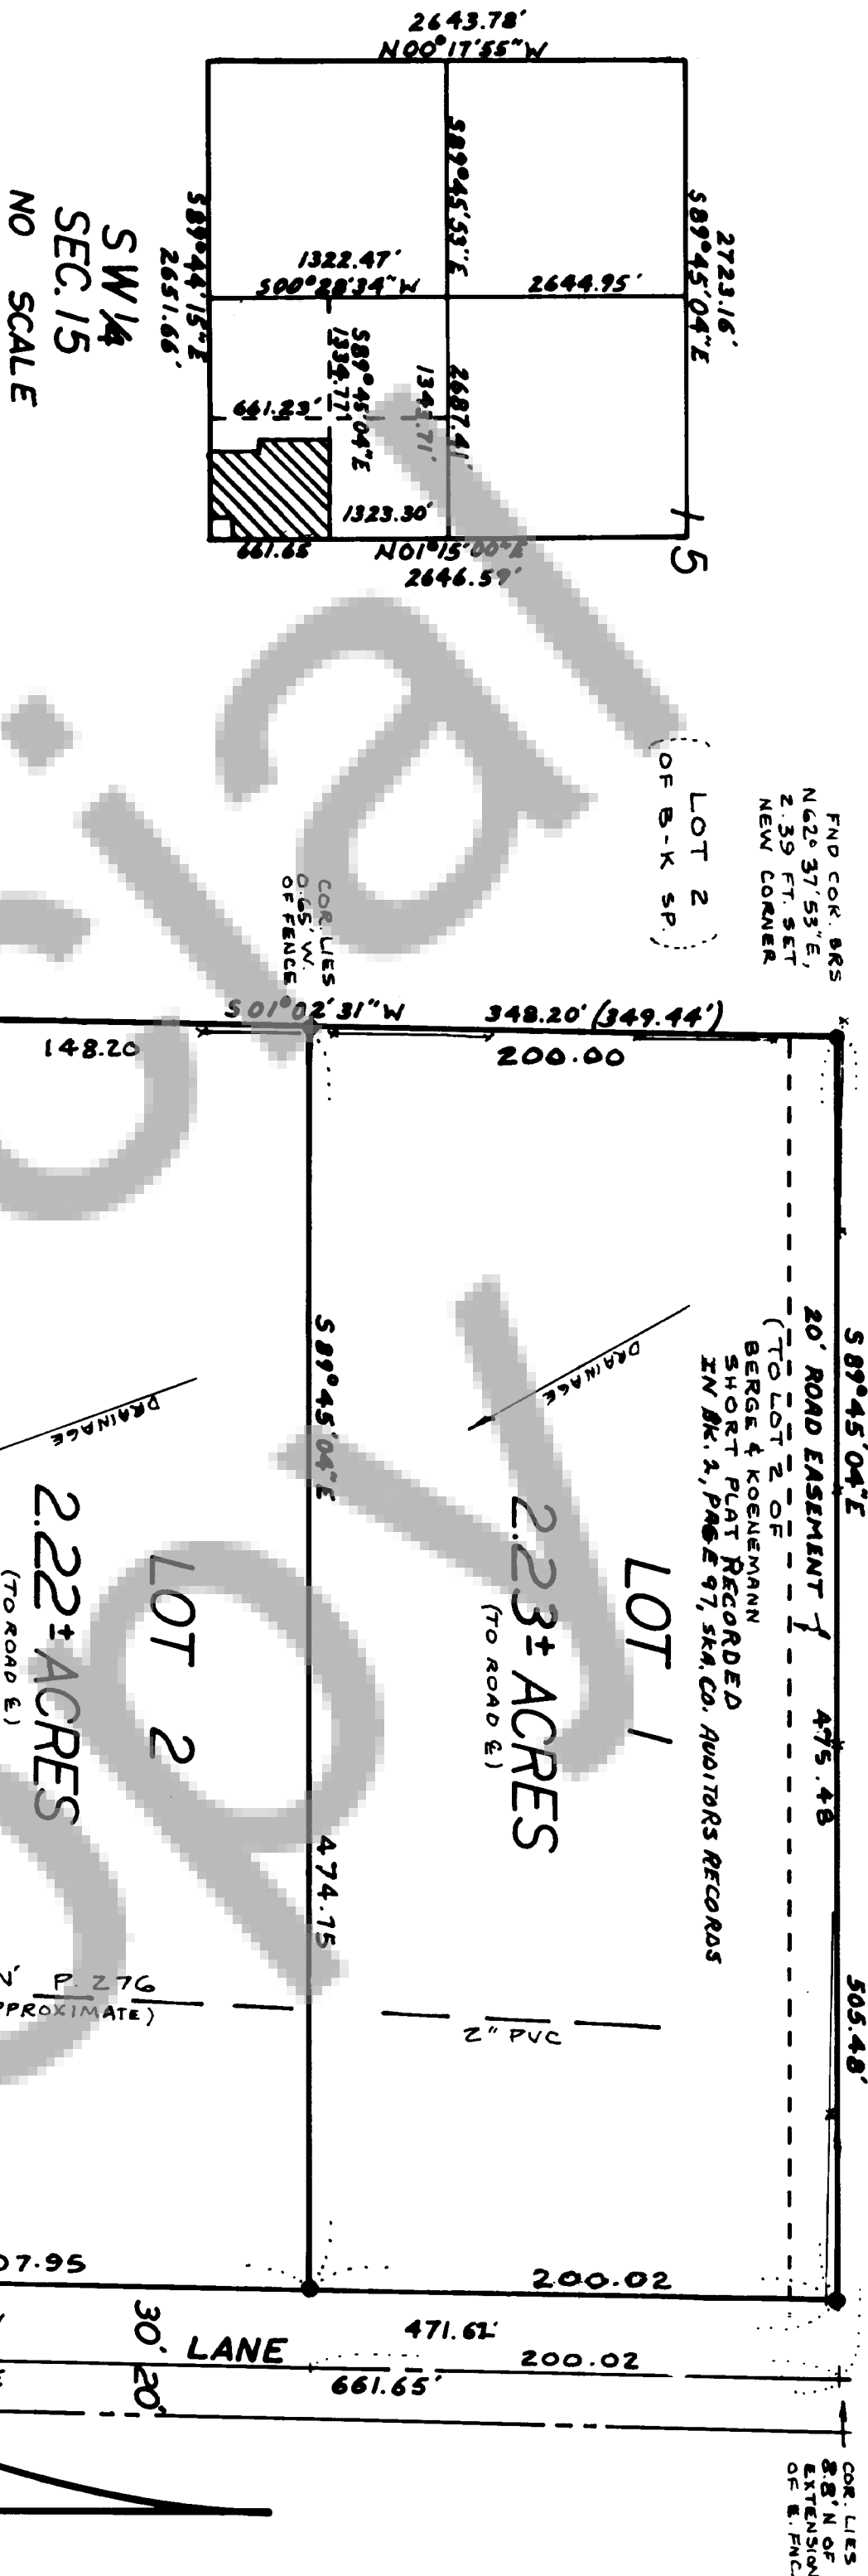 2643.78'
N00°17'55"W
S89°45'53"E
2723.16'
S89°45'04"E
1322.47'
S00°28'34"W
2644.95'
S89°44'15"E
2651.66'
661.23'
S89°45'04"E
2687.41'
1323.30'
661.65
N01°15'00"E
2646.59'
15
SW ¼
SEC. 15
NO SCALE
FND COR. BRS
N62°37'53"E,
2.39 FT. SET
NEW CORNER
(LOT 2
OF B-K SP.)
COR. LIES
0.65' W.
OF FENCE
S01°02'31"W
348.20' (349.44')
148.20
200.00
S89°45'04"E
20' ROAD EASEMENT
475.48
505.48'
(TO LOT 2 OF
BERGE & KOENEMANN
SHORT PLAT RECORDED
IN BK. 2, PAGE 97, SKA. CO. AUDITORS RECORDS
DRAINAGE
LOT 1
2.23± ACRES
(TO ROAD ℄)
S89°45'04"E
474.75
DRAINAGE
LOT 2
2.22± ACRES
(TO ROAD ℄)
P. 276
2" PVC
07.95
200.02
471.62'
LANE
30'
20'
200.02
661.65'
COR. LIES
8.8' N OF
EXTENSION
OF E. FNC.